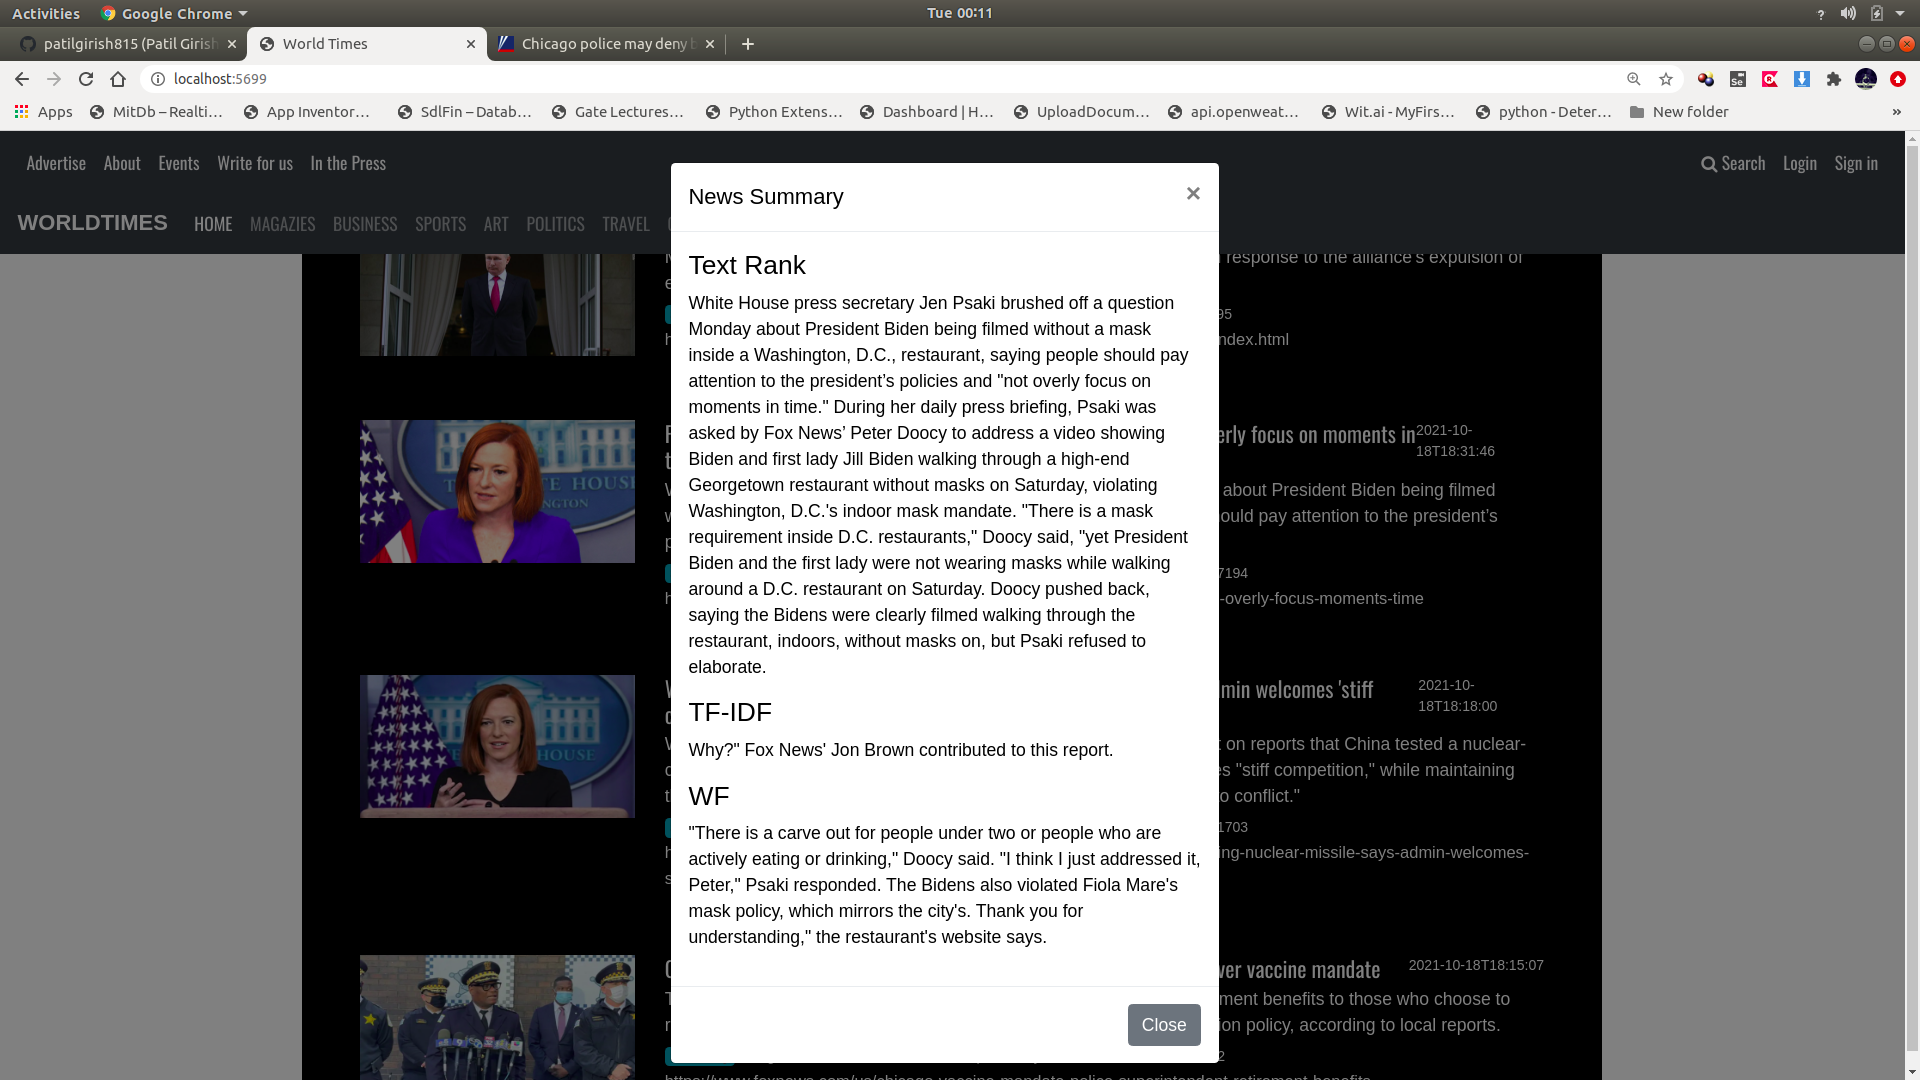 Activities Google Chrome Tue 00:11 ?
patilgirish815 (Patil Girish World Times Chicago police may deny b
localhost:5699
Apps MitDb – Realti… App Inventor… SdlFin – Datab… Gate Lectures… Python Extens… Dashboard | H… UploadDocum… api.openweat… Wit.ai - MyFirs… python - Deter… New folder »
Advertise About Events Write for us In the Press Search Login Sign in
WORLDTIMES HOME MAGAZIES BUSINESS SPORTS ART POLITICS TRAVEL
News Summary ×
Text Rank
White House press secretary Jen Psaki brushed off a question
Monday about President Biden being filmed without a mask
inside a Washington, D.C., restaurant, saying people should pay
attention to the president’s policies and "not overly focus on
moments in time." During her daily press briefing, Psaki was
asked by Fox News’ Peter Doocy to address a video showing
Biden and first lady Jill Biden walking through a high-end
Georgetown restaurant without masks on Saturday, violating
Washington, D.C.'s indoor mask mandate. "There is a mask
requirement inside D.C. restaurants," Doocy said, "yet President
Biden and the first lady were not wearing masks while walking
around a D.C. restaurant on Saturday. Doocy pushed back,
saying the Bidens were clearly filmed walking through the
restaurant, indoors, without masks on, but Psaki refused to
elaborate.
TF-IDF
Why?" Fox News' Jon Brown contributed to this report.
WF
"There is a carve out for people under two or people who are
actively eating or drinking," Doocy said. "I think I just addressed it,
Peter," Psaki responded. The Bidens also violated Fiola Mare's
mask policy, which mirrors the city's. Thank you for
understanding," the restaurant's website says.
Close
response to the alliance's expulsion of
95
ndex.html
erly focus on moments in 2021-10-
18T18:31:46
about President Biden being filmed
ould pay attention to the president’s
7194
-overly-focus-moments-time
lmin welcomes 'stiff 2021-10-
18T18:18:00
on reports that China tested a nuclear-
es "stiff competition," while maintaining
o conflict."
1703
ing-nuclear-missile-says-admin-welcomes-
ver vaccine mandate 2021-10-18T18:15:07
ment benefits to those who choose to
ion policy, according to local reports.
2
https://www.foxnews.com/us/chicago-vaccine-mandate-police-superintendent-retirement-benefits